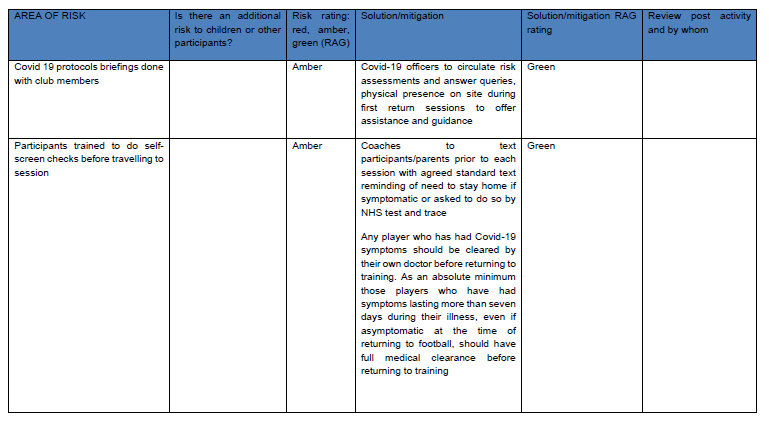 AREA OF RISK
Is there an additional
risk to children or other
participants?
Risk rating:
red, amber,
green (RAG)
Solution/mitigation
Solution/mitigation RAG
rating
Review post activity
and by whom
Covid 19 protocols briefings done
with club members
Amber
Covid-19 officers to circulate risk
assessments and answer queries,
physical presence on site during
first return sessions to offer
assistance and guidance
Green
Participants trained to do self-
screen checks before travelling to
session
Amber
Coaches to text
participants/parents prior to each
session with agreed standard text
reminding of need to stay home if
symptomatic or asked to do so by
NHS test and trace
Any player who has had Covid-19
symptoms should be cleared by
their own doctor before returning to
training. As an absolute minimum
those players who have had
symptoms lasting more than seven
days during their illness, even if
asymptomatic at the time of
returning to football, should have
full medical clearance before
returning to training
Green